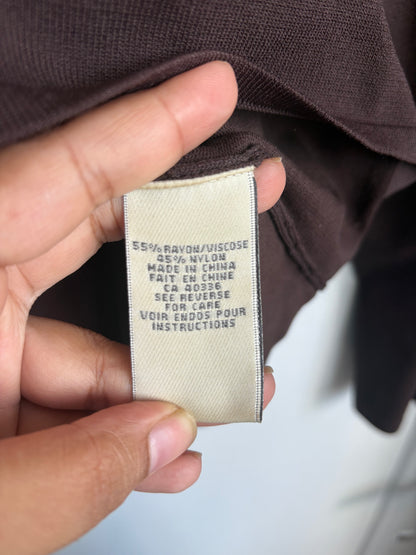 55% RAYON/VISCOSE
45% NYLON
MADE IN CHINA
FAIT EN CHINE
CA 40336
SEE REVERSE
FOR CARE
VOIR ENDOS POUR
INSTRUCTIONS